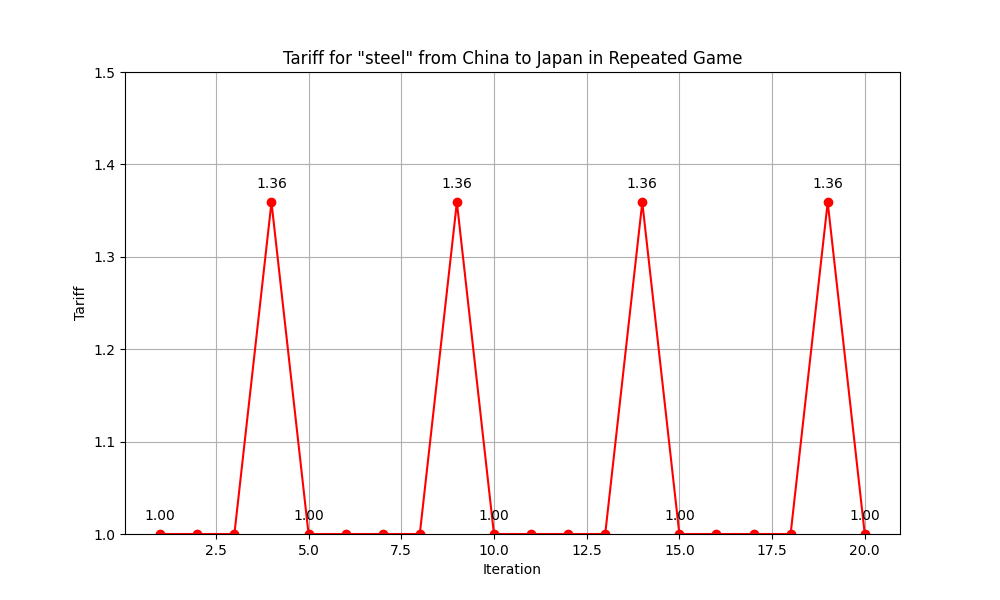 Tariff for "steel" from China to Japan in Repeated Game
1.5
1.4
1.36 1.36 1.36 1.36
1.3
Tariff
1.2
1.1
1.00 1.00 1.00 1.00 1.00
1.0
2.5 5.0 7.5 10.0 12.5 15.0 17.5 20.0
Iteration